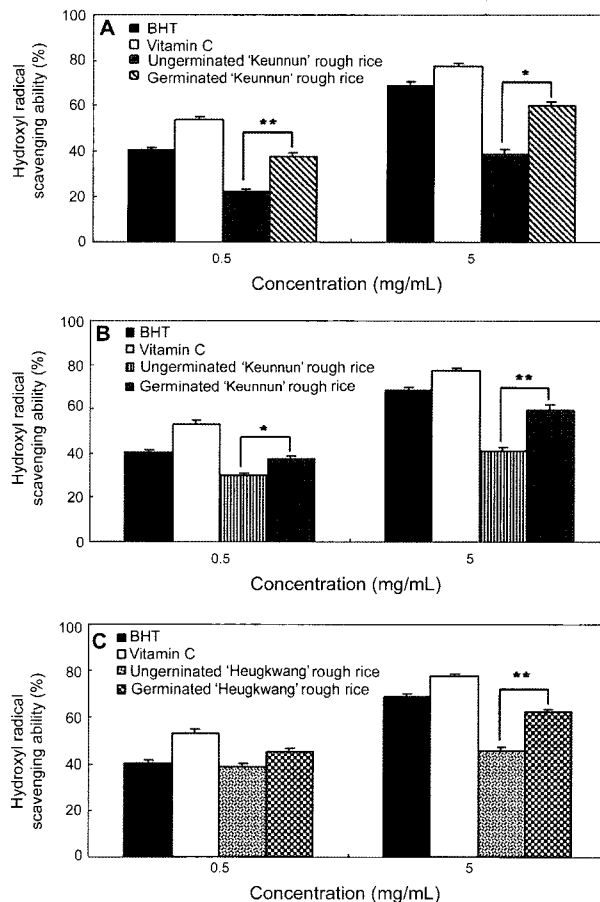 A
BHT
Vitamin C
Ungerminated ‘Keunnun’ rough rice
Germinated ‘Keunnun’ rough rice
Hydroxyl radical
scavenging ability (%)
100
80
60
40
20
0
**
*
0.5
5
Concentration (mg/mL)
B
BHT
Vitamin C
Ungerminated ‘Keunnun’ rough rice
Germinated ‘Keunnun’ rough rice
Hydroxyl radical
scavenging ability (%)
100
80
60
40
20
0
*
**
0.5
5
Concentration (mg/mL)
C
BHT
Vitamin C
Ungerninated ‘Heugkwang’ rough rice
Germinated ‘Heugkwang’ rough rice
Hydroxyl radical
scavenging ability (%)
100
80
60
40
20
0
**
0.5
5
Concentration (mg/mL)